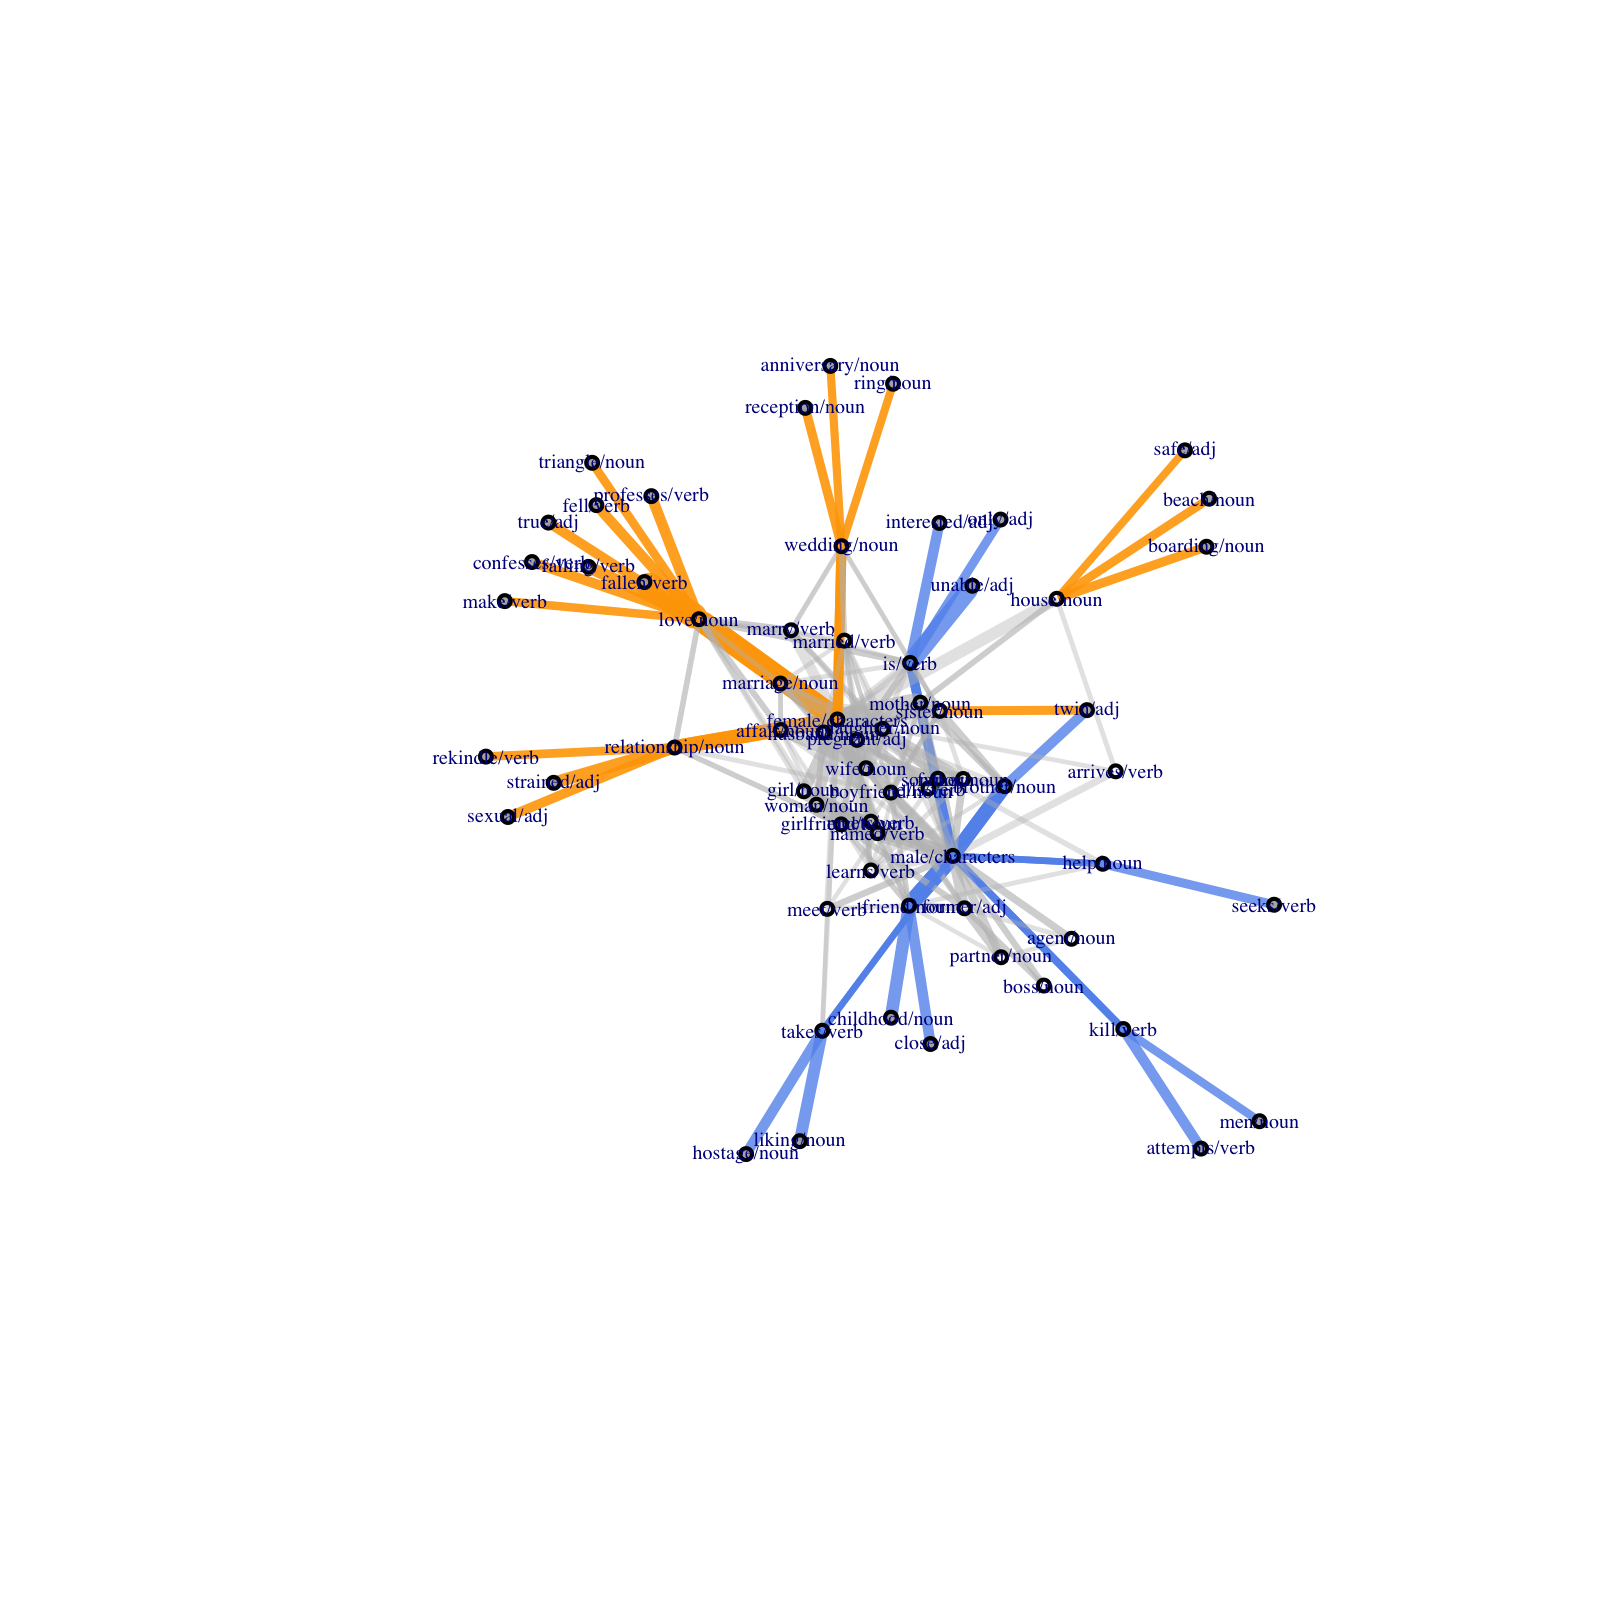 anniversary/noun
ring/noun
reception/noun
safe/adj
triangle/noun
professes/verb
beach/noun
fell/verb
true/adj
interested/adj
only/adj
wedding/noun
boarding/noun
confesses/verb
falling/verb
fallen/verb
unable/adj
make/verb
house/noun
love/noun
marry/verb
married/verb
is/verb
marriage/noun
mother/noun
sister/noun
twin/adj
female/characters
affair/noun
husband/noun
daughter/noun
pregnant/adj
relationship/noun
rekindle/verb
wife/noun
arrives/verb
strained/adj
son/noun
father/noun
brother/noun
girl/noun
boyfriend/noun
woman/noun
sexual/adj
girlfriend/noun
meets/verb
named/verb
male/characters
help/noun
learns/verb
seeks/verb
meet/verb
friend/noun
former/adj
agent/noun
partner/noun
boss/noun
childhood/noun
takes/verb
close/adj
kill/verb
men/noun
liking/noun
hostage/noun
attempts/verb